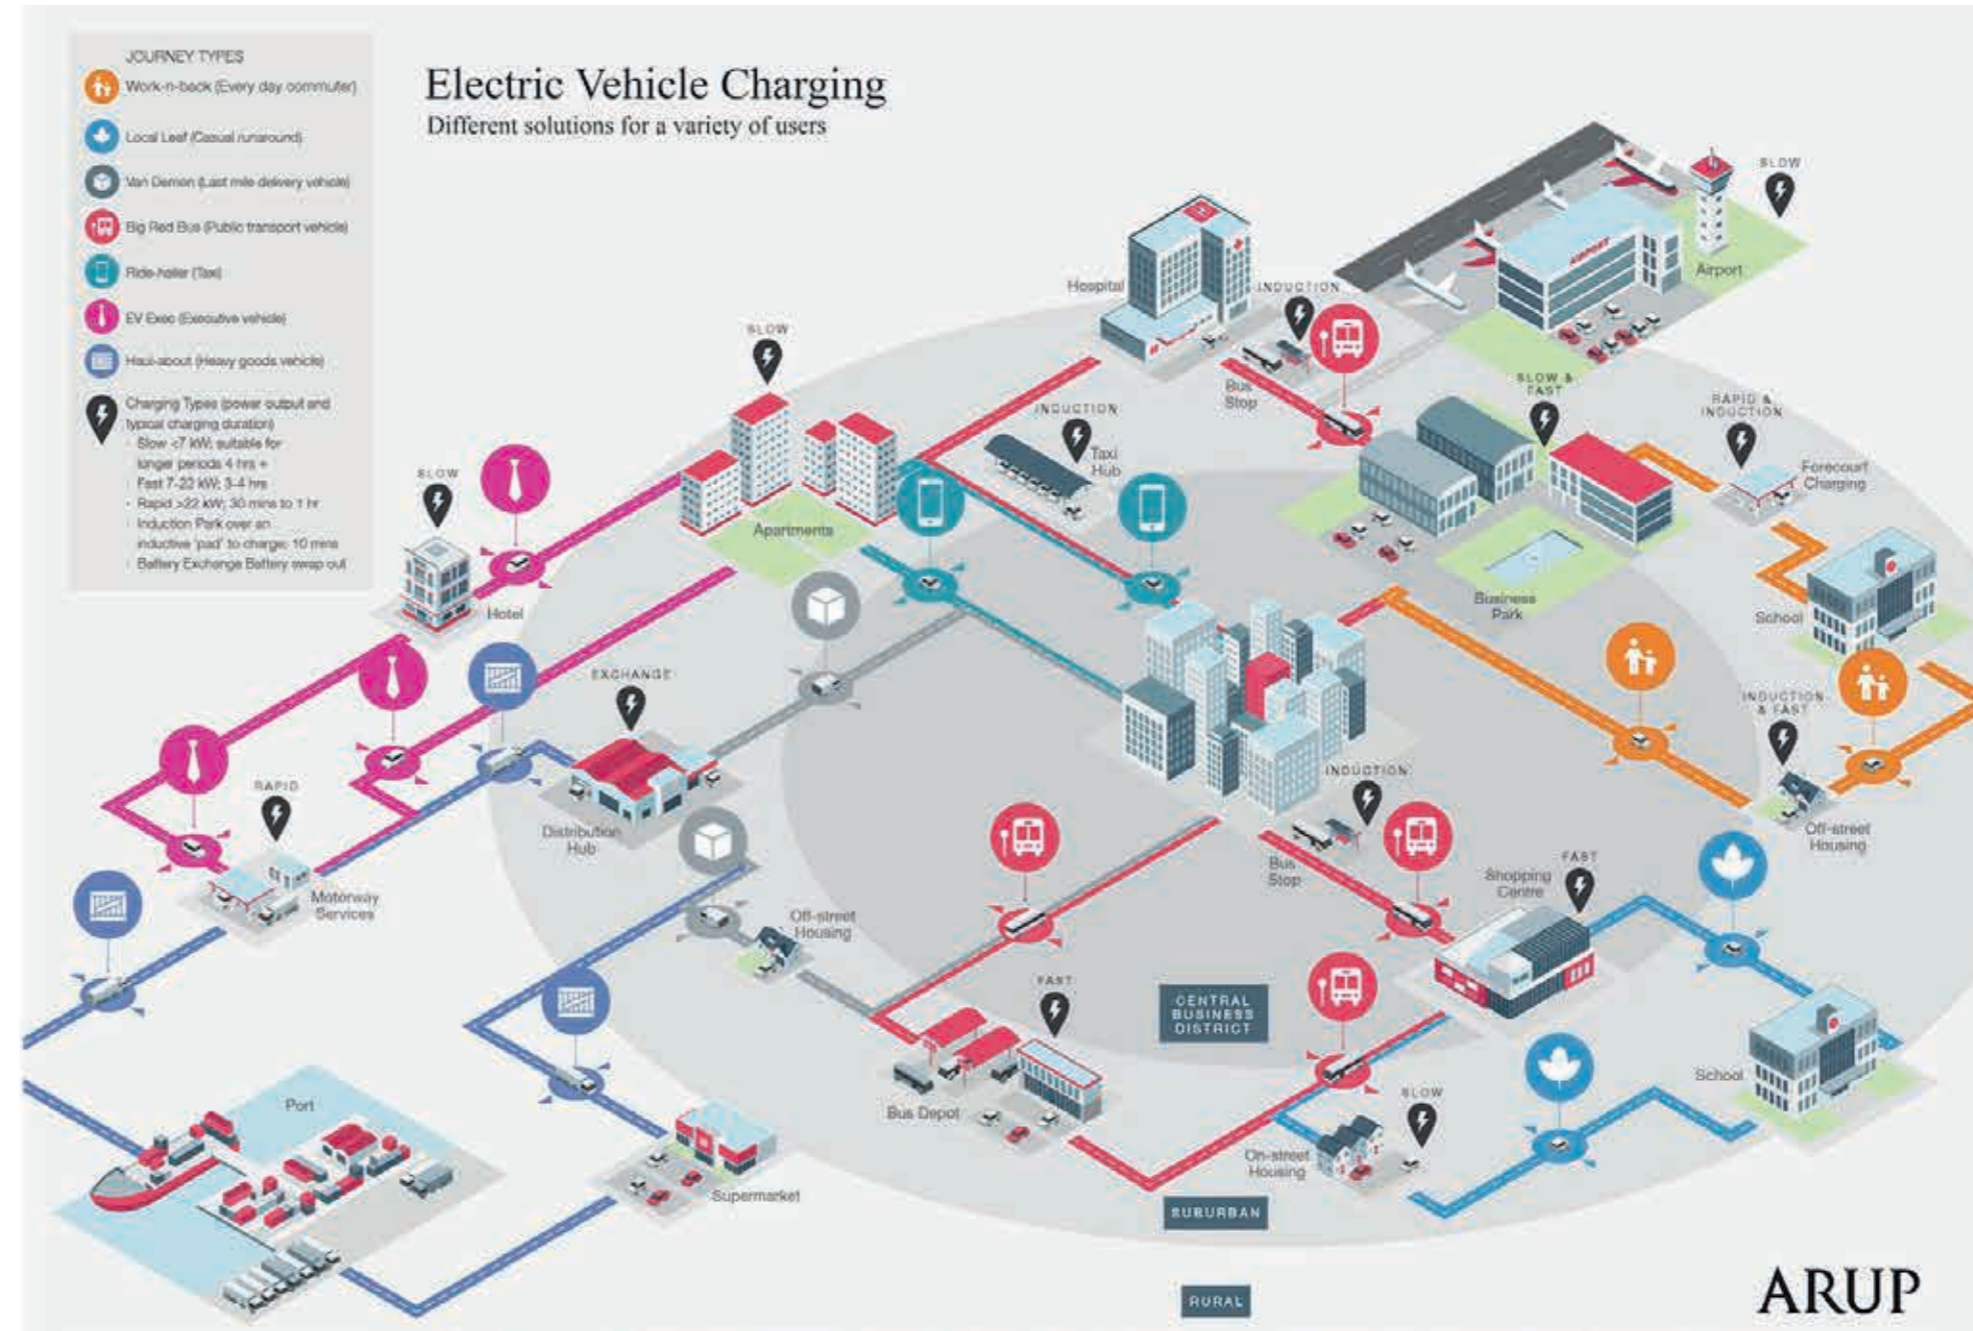 JOURNEY TYPES
Work-n-back (Every day commuter)
Local Leaf (Casual runaround)
Van Demon (Last mile delivery vehicle)
Big Red Bus (Public transport vehicle)
Ride-hailer (Taxi)
EV Exec (Executive vehicle)
Haul-about (Heavy goods vehicle)
Charging Types (power output and
typical charging duration)
Slow <7 kW; suitable for
longer periods 4 hrs +
Fast 7-22 kW; 3-4 hrs
Rapid >22 kW; 30 mins to 1 hr
Induction Park over an
inductive 'pad' to charge; 10 mins
Battery Exchange Battery swap out
Electric Vehicle Charging
Different solutions for a variety of users
SLOW
AIRPORT
Airport
Hospital
INDUCTION
Bus
Stop
SLOW
INDUCTION
Taxi
Hub
SLOW &
FAST
RAPID &
INDUCTION
Forecourt
Charging
SLOW
Apartments
Hotel
Business
Park
School
EXCHANGE
INDUCTION
& FAST
RAPID
INDUCTION
Distribution
Hub
Off-street
Housing
Bus
Stop
Shopping
Centre
FAST
Motorway
Services
Off-street
Housing
FAST
CENTRAL
BUSINESS
DISTRICT
School
Port
Bus Depot
SLOW
On-street
Housing
Supermarket
SUBURBAN
RURAL
ARUP